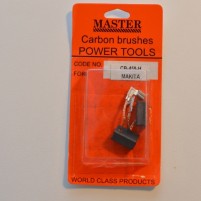 MASTER
Carbon brushes
POWER TOOLS
CODE NO.
FOR
MAKITA
WORLD CLASS PRODUCTS